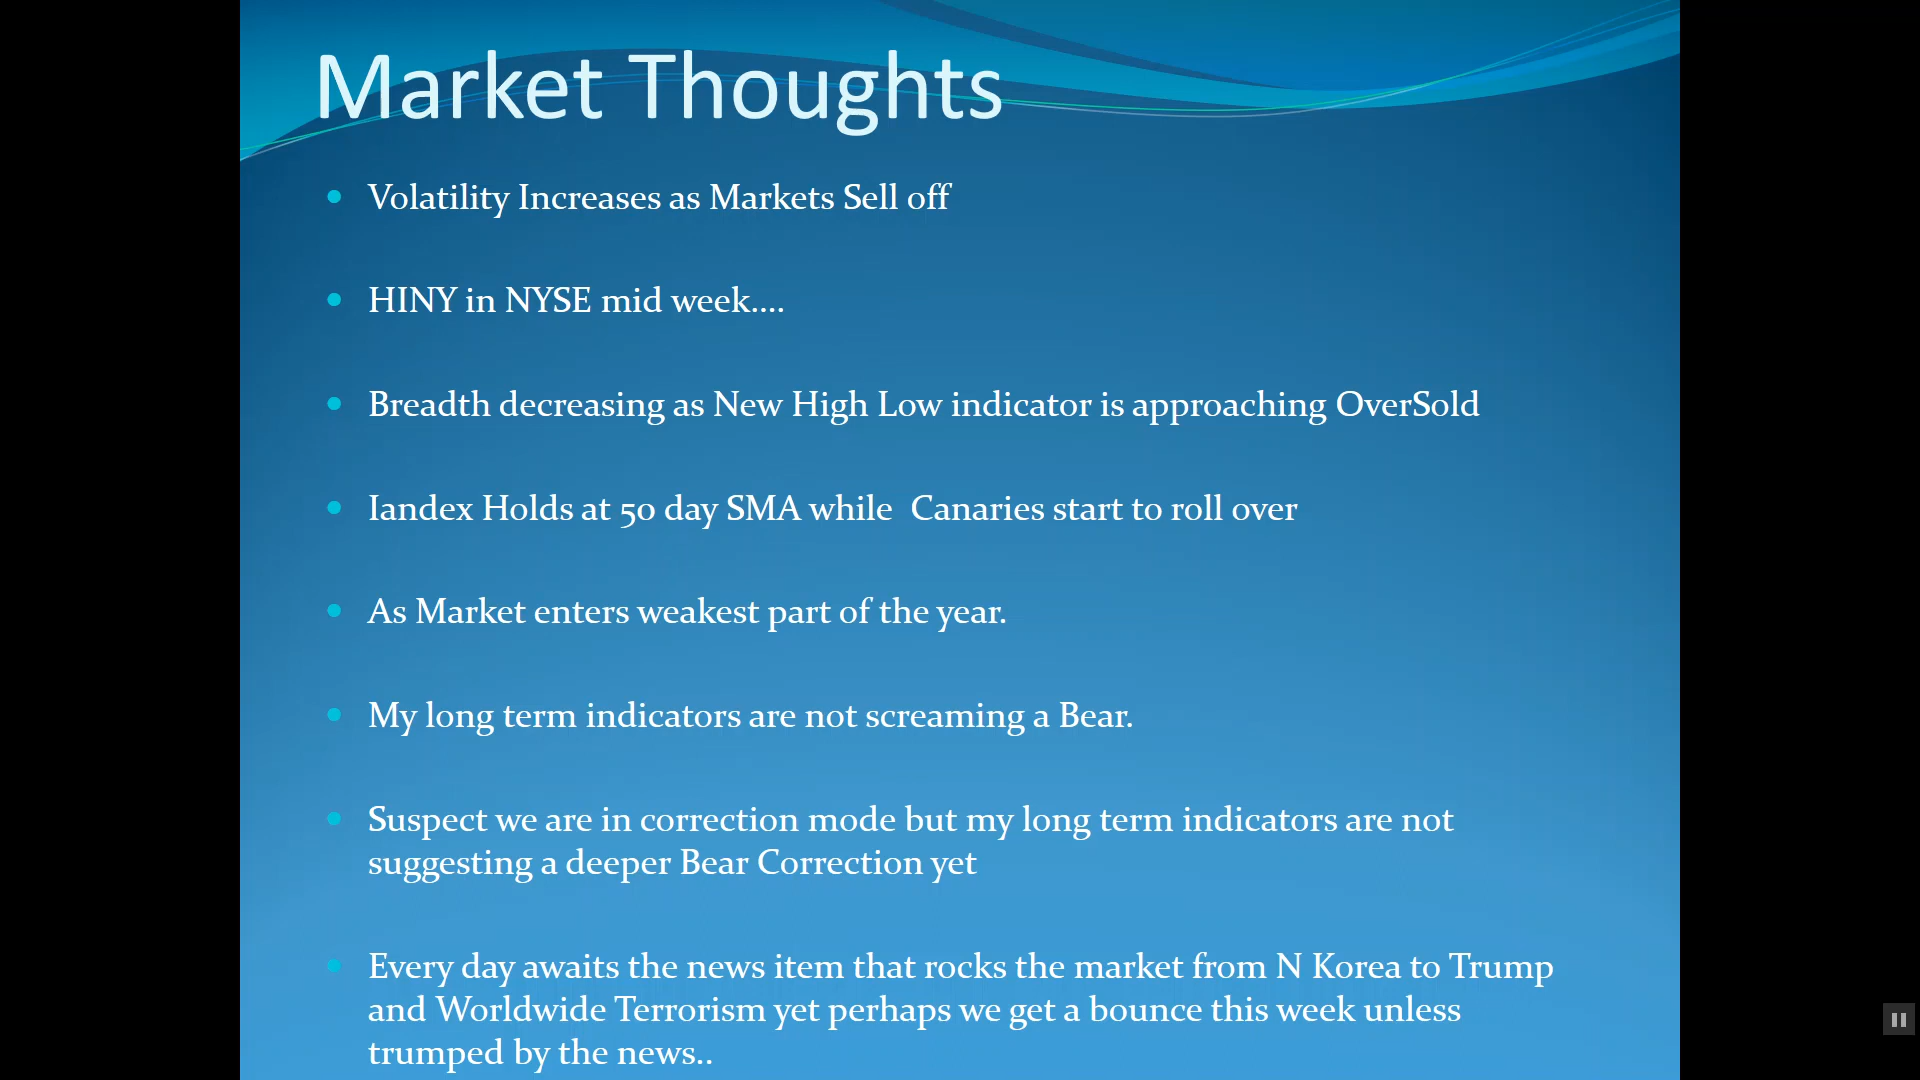 Market Thoughts
Volatility Increases as Markets Sell off
HINY in NYSE mid week....
Breadth decreasing as New High Low indicator is approaching OverSold
Iandex Holds at 50 day SMA while  Canaries start to roll over
As Market enters weakest part of the year.
My long term indicators are not screaming a Bear.
Suspect we are in correction mode but my long term indicators are not
suggesting a deeper Bear Correction yet
Every day awaits the news item that rocks the market from N Korea to Trump
and Worldwide Terrorism yet perhaps we get a bounce this week unless
trumped by the news..